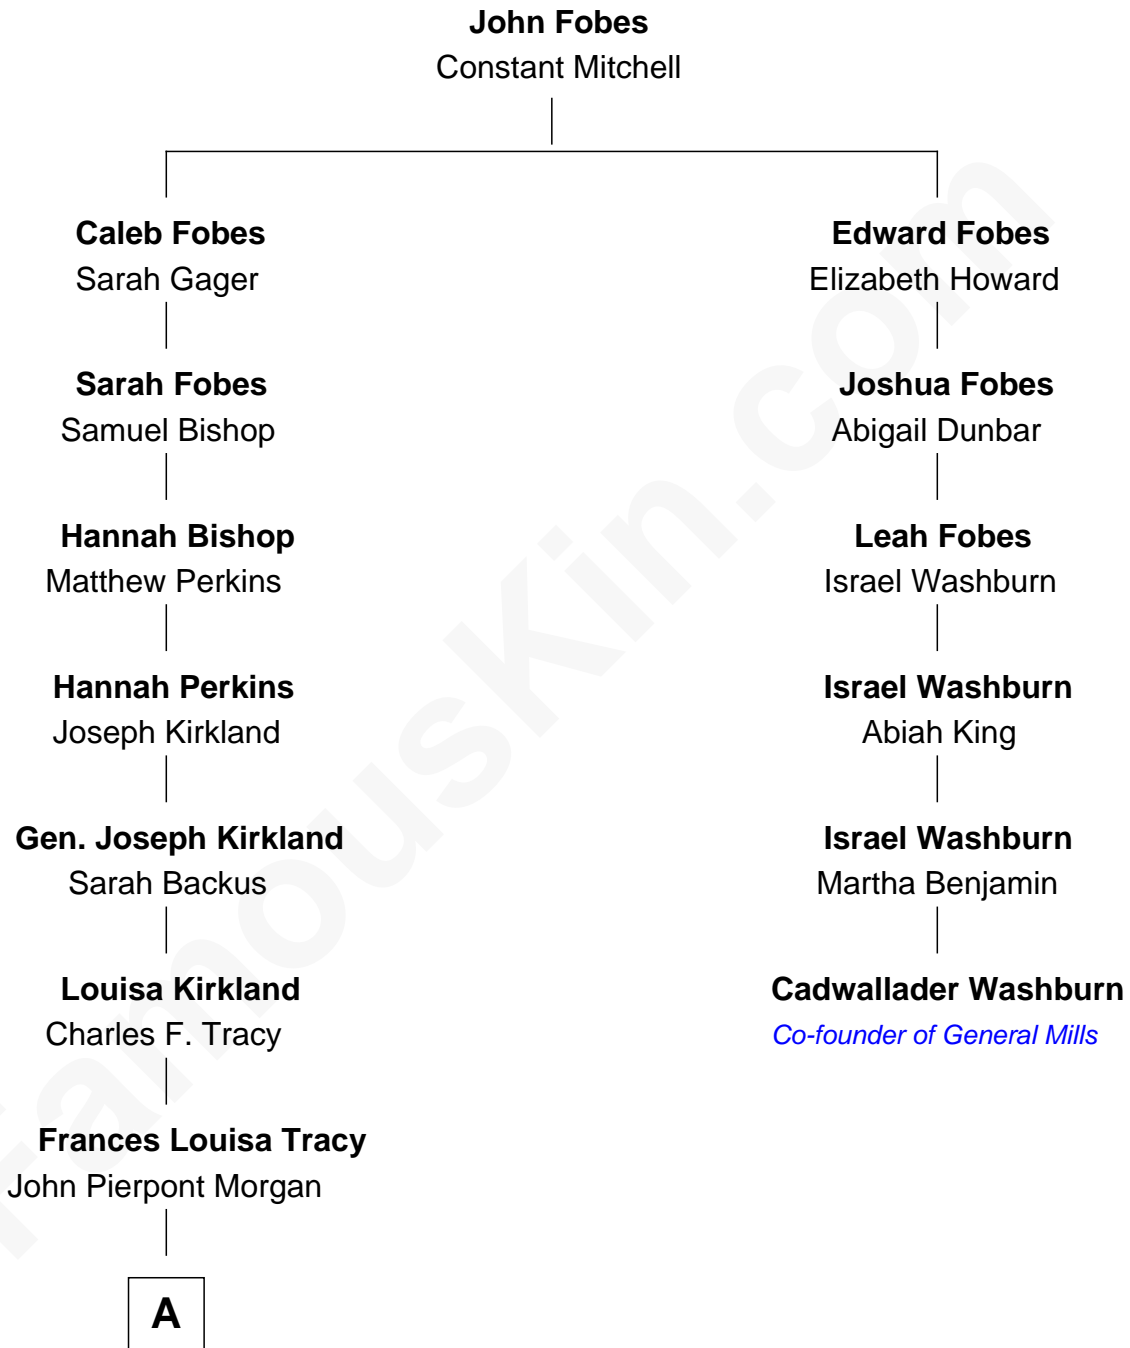 John Fobes
Constant Mitchell
Caleb Fobes
Sarah Gager
Edward Fobes
Elizabeth Howard
Sarah Fobes
Samuel Bishop
Joshua Fobes
Abigail Dunbar
Hannah Bishop
Matthew Perkins
Leah Fobes
Israel Washburn
Hannah Perkins
Joseph Kirkland
Israel Washburn
Abiah King
Gen. Joseph Kirkland
Sarah Backus
Israel Washburn
Martha Benjamin
Louisa Kirkland
Charles F. Tracy
Cadwallader Washburn
Co-founder of General Mills
Frances Louisa Tracy
John Pierpont Morgan
A
FamousKin.com